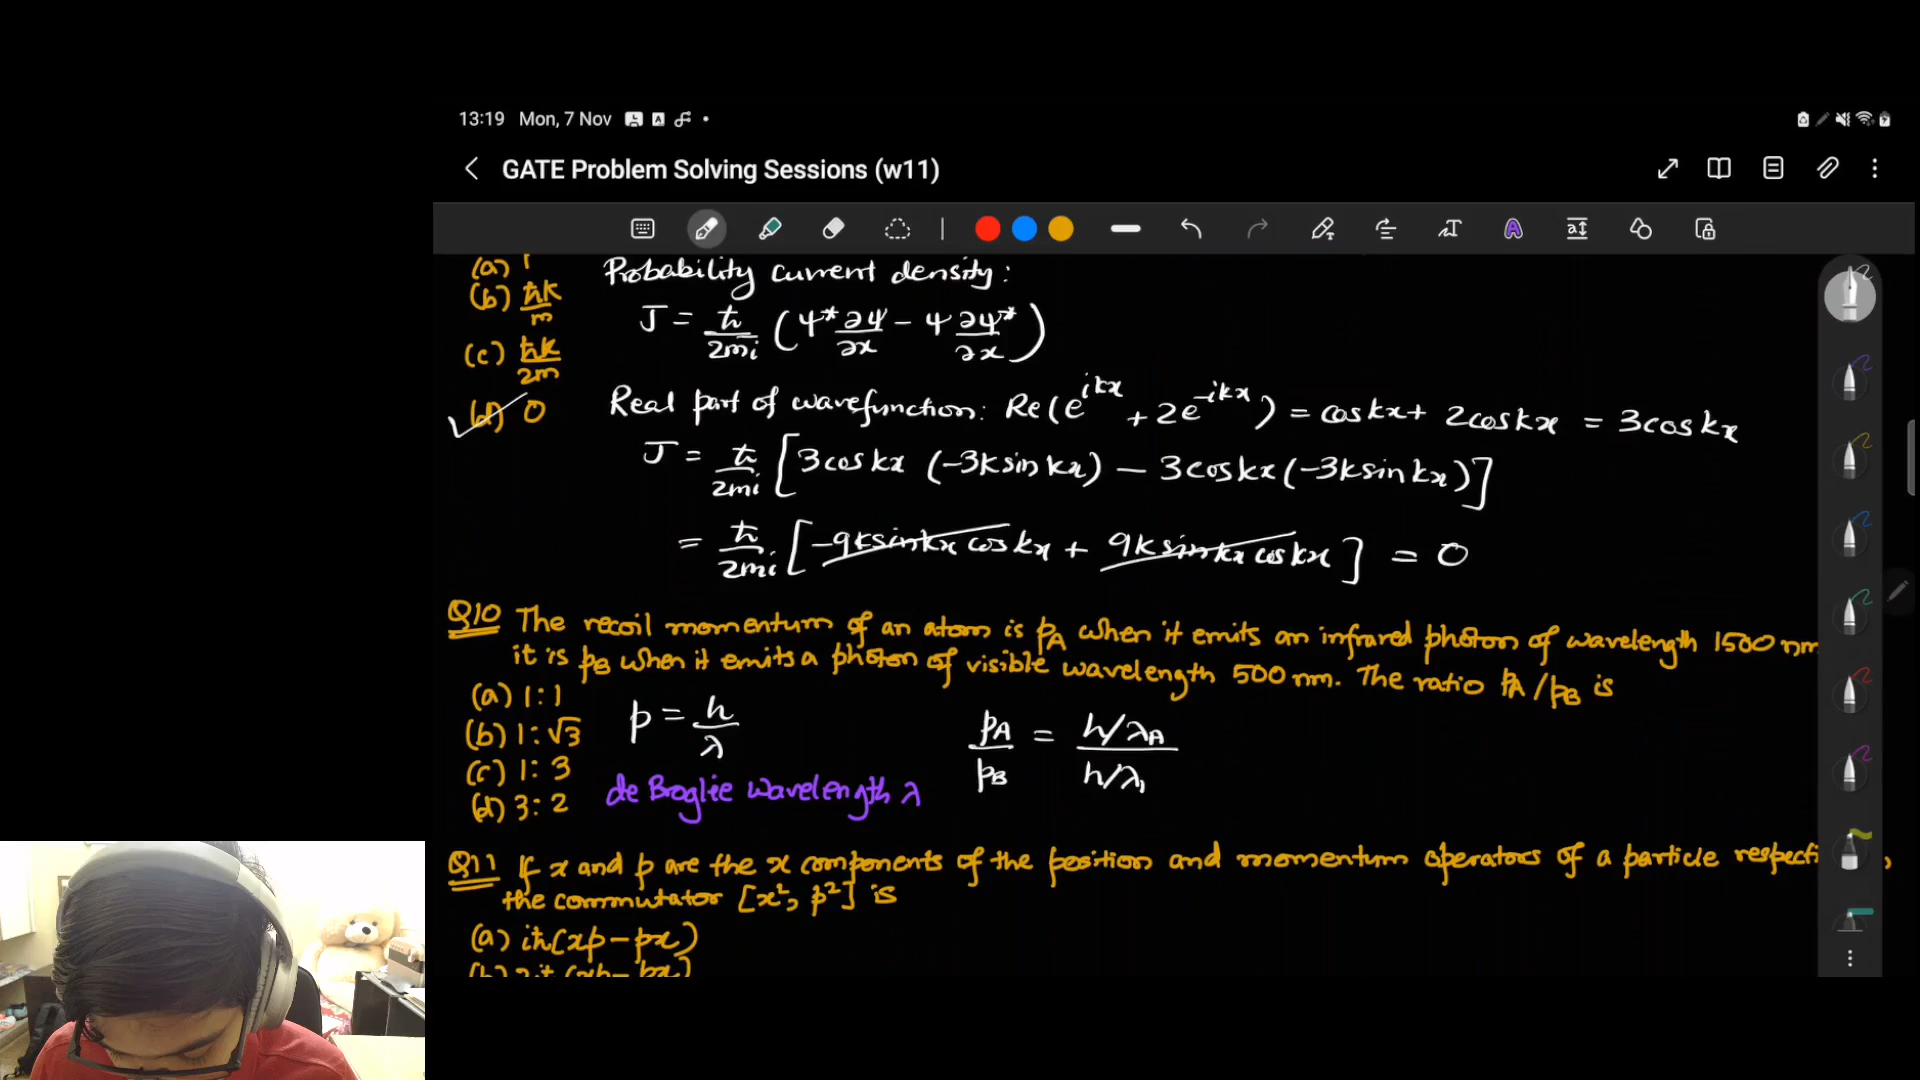 13:19 Mon, 7 Nov
GATE Problem Solving Sessions (w11)
(a) 1
Probability current density:
(b) ħk/m
J = ħ/2mi (ψ* ∂ψ/∂x − ψ ∂ψ*/∂x)
(c) ħk/2m
(d) 0
Real part of wavefunction: Re(e^{ikx} + 2e^{-ikx}) = coskx + 2coskx = 3coskx
J = ħ/2mi [3coskx (-3ksinkx) − 3coskx(-3ksinkx)]
= ħ/2mi [-9ksinkx coskx + 9ksinkx coskx] = 0
Q10 The recoil momentum of an atom is pA when it emits an infrared photon of wavelength 1500nm
it is pB when it emits a photon of visible wavelength 500nm. The ratio pA/pB is
(a) 1:1
(b) 1:√3
(c) 1:3
(d) 3:2
p = h/λ
pA/pB = h/λA / h/λ
de Broglie wavelength λ
Q11 If x and p are the x components of the position and momentum operators of a particle respecti ,
the commutator [x², p²] is
(a) iħ(xp−px)